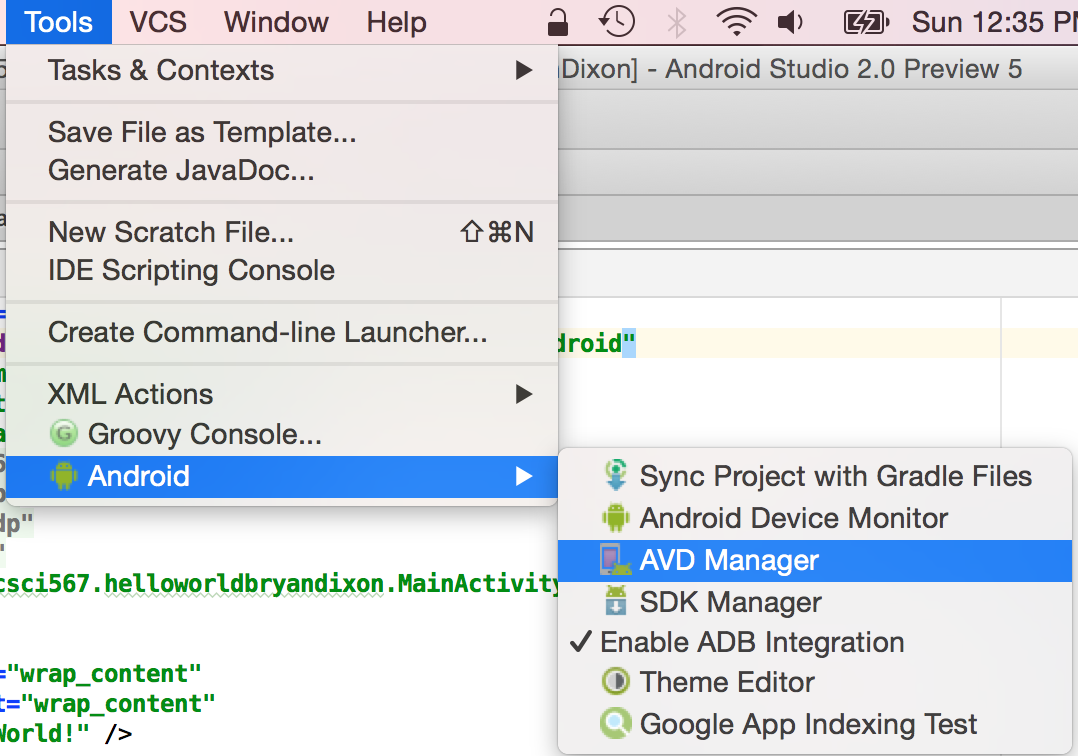 Tools VCS Window Help Sun 12:35
Dixon] - Android Studio 2.0 Preview 5
Tasks & Contexts
Save File as Template...
Generate JavaDoc...
New Scratch File... ⇧⌘N
IDE Scripting Console
Create Command-line Launcher...
droid"
XML Actions
Groovy Console...
Android
Sync Project with Gradle Files
Android Device Monitor
AVD Manager
SDK Manager
✓ Enable ADB Integration
Theme Editor
Google App Indexing Test
dp"
csci567.helloworldbryandixon.MainActivity
="wrap_content"
t="wrap_content"
World!" />